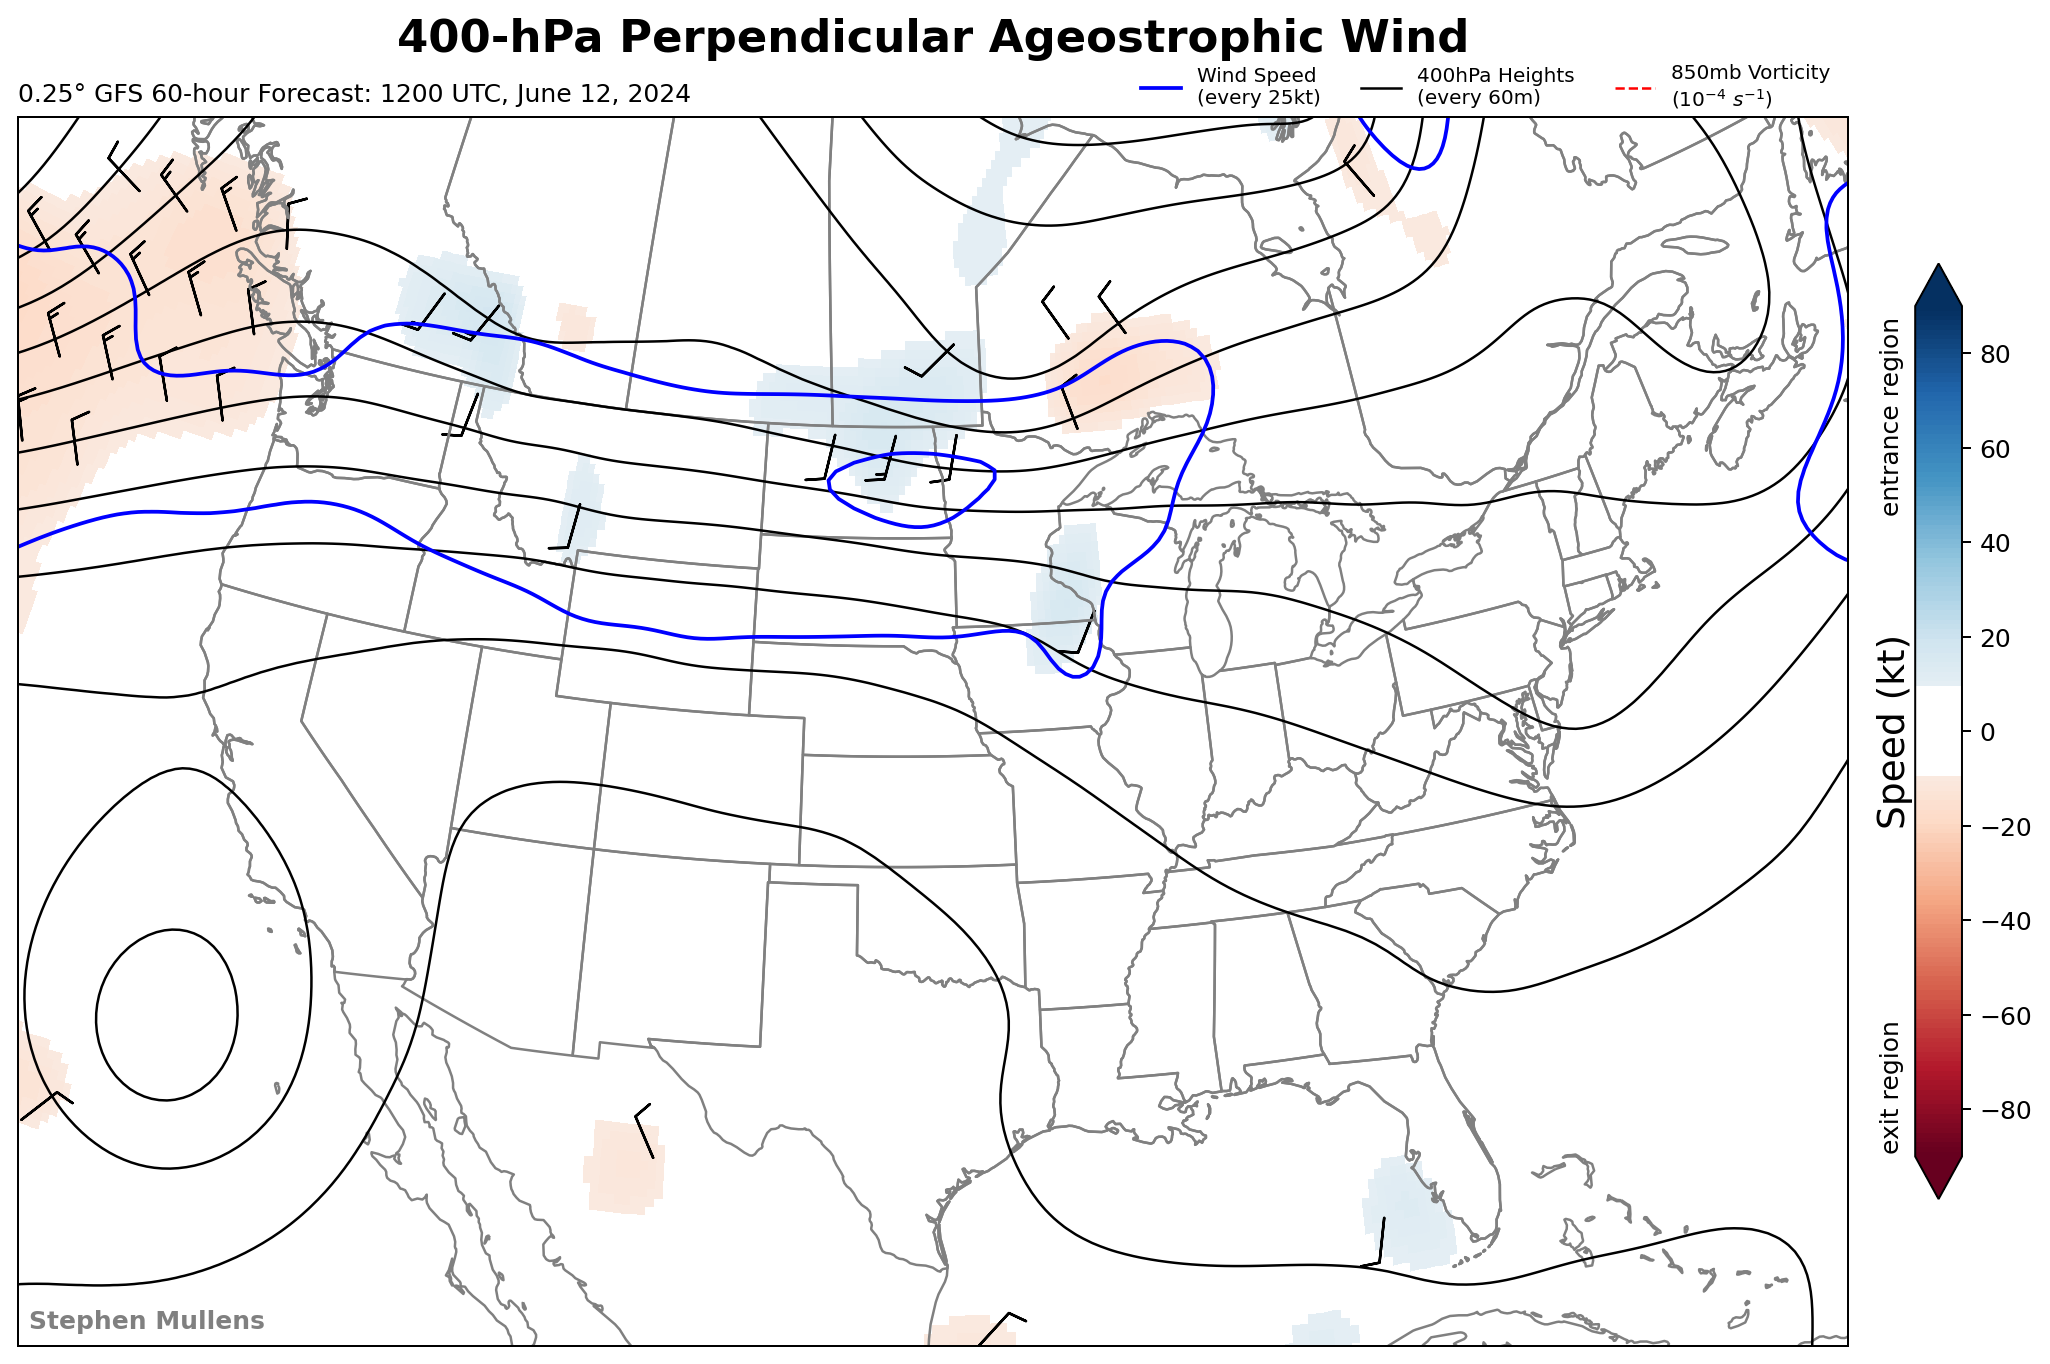 400-hPa Perpendicular Ageostrophic Wind
0.25° GFS 60-hour Forecast: 1200 UTC, June 12, 2024
Wind Speed
(every 25kt)
400hPa Heights
(every 60m)
850mb Vorticity
(10⁻⁴ s⁻¹)
entrance region
Speed (kt)
exit region
80
60
40
20
0
−20
−40
−60
−80
Stephen Mullens